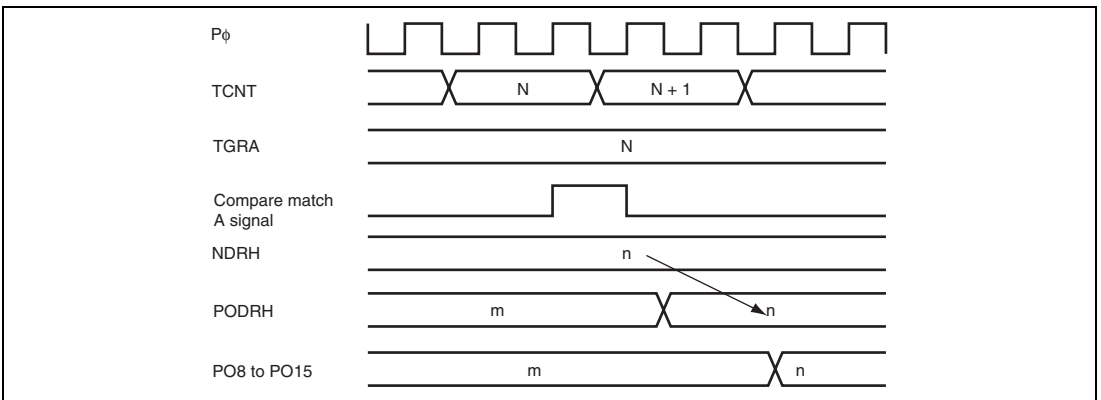 Pϕ
TCNT N N + 1
TGRA N
Compare match
A signal
NDRH n
PODRH m n
PO8 to PO15 m n